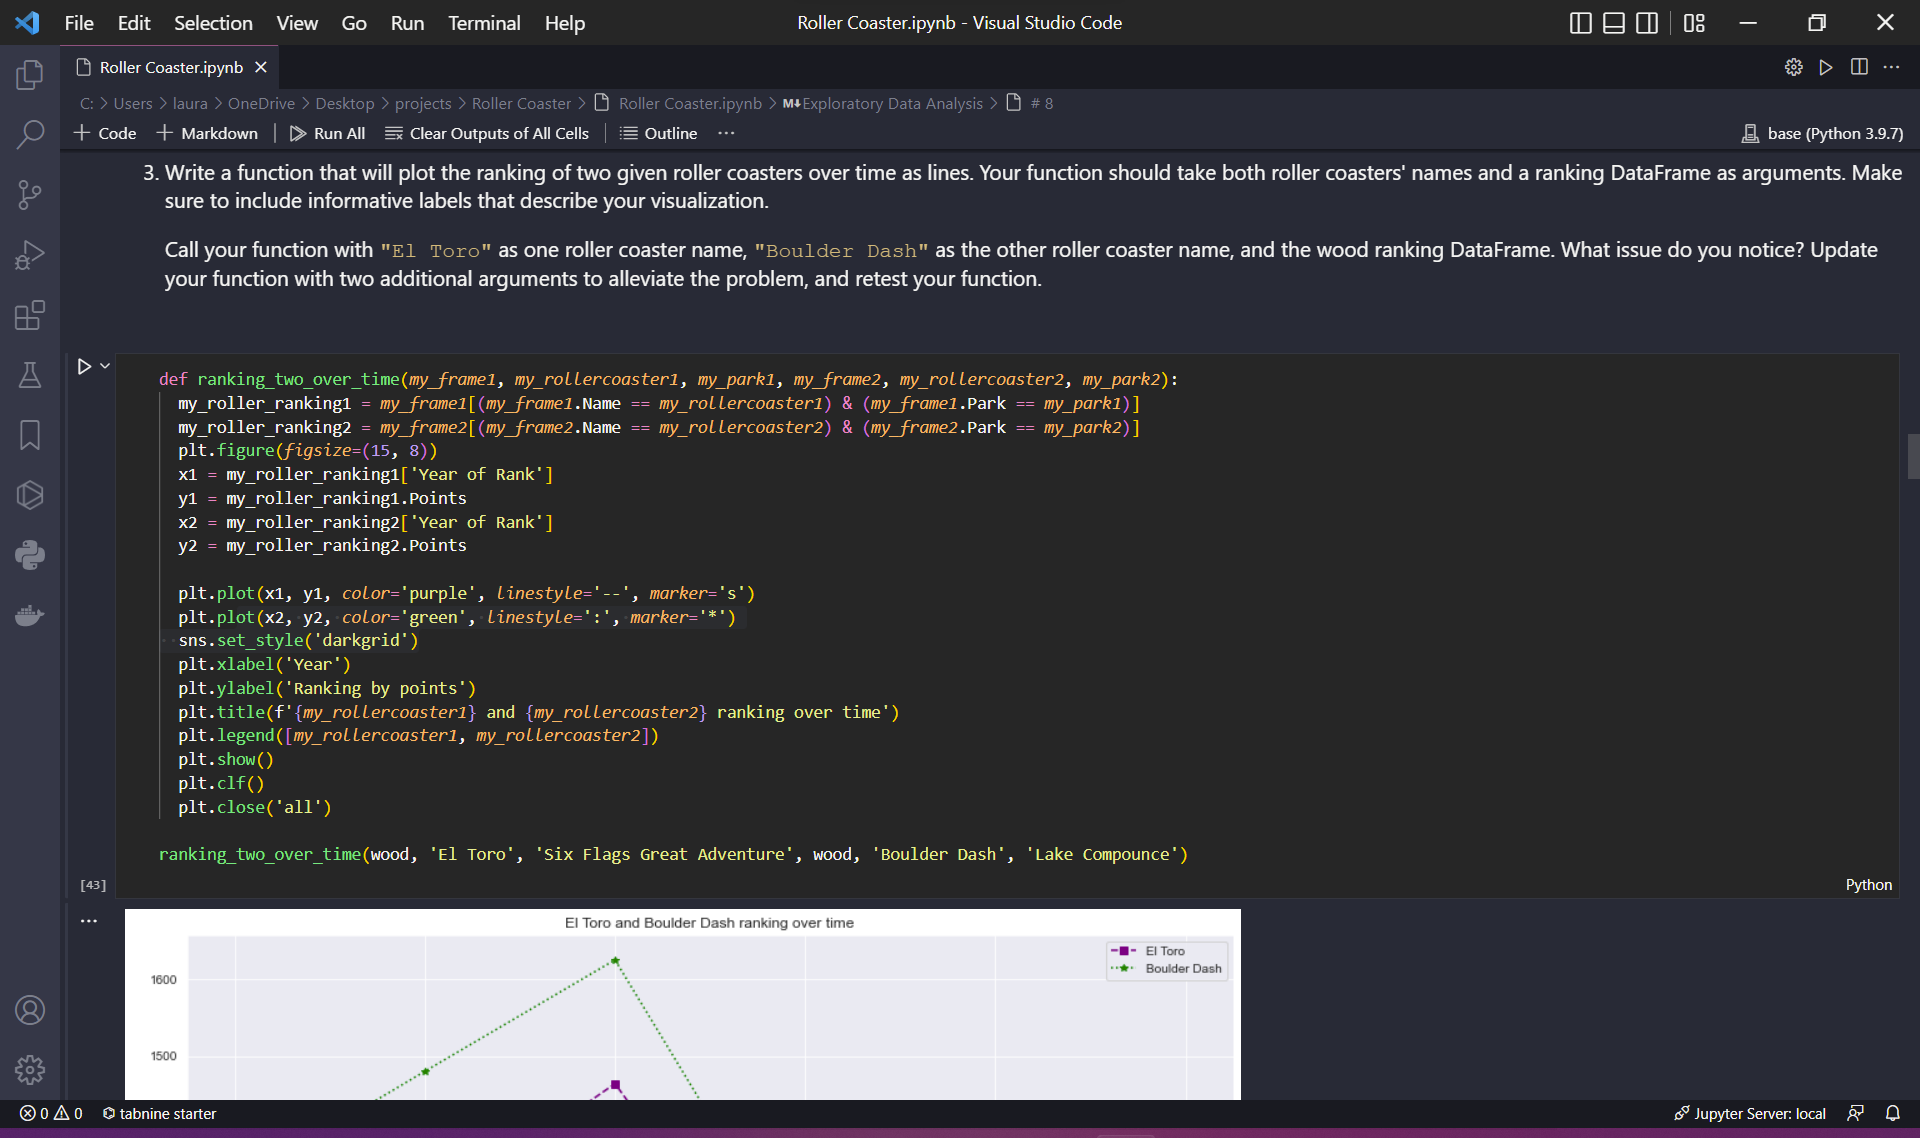 File Edit Selection View Go Run Terminal Help
Roller Coaster.ipynb - Visual Studio Code
Roller Coaster.ipynb
C: > Users > laura > OneDrive > Desktop > projects > Roller Coaster > Roller Coaster.ipynb > M↓Exploratory Data Analysis > # 8
+ Code + Markdown | Run All Clear Outputs of All Cells | Outline ···
base (Python 3.9.7)
3. Write a function that will plot the ranking of two given roller coasters over time as lines. Your function should take both roller coasters' names and a ranking DataFrame as arguments. Make
sure to include informative labels that describe your visualization.
Call your function with "El Toro" as one roller coaster name, "Boulder Dash" as the other roller coaster name, and the wood ranking DataFrame. What issue do you notice? Update
your function with two additional arguments to alleviate the problem, and retest your function.
def ranking_two_over_time(my_frame1, my_rollercoaster1, my_park1, my_frame2, my_rollercoaster2, my_park2):
my_roller_ranking1 = my_frame1[(my_frame1.Name == my_rollercoaster1) & (my_frame1.Park == my_park1)]
my_roller_ranking2 = my_frame2[(my_frame2.Name == my_rollercoaster2) & (my_frame2.Park == my_park2)]
plt.figure(figsize=(15, 8))
x1 = my_roller_ranking1['Year of Rank']
y1 = my_roller_ranking1.Points
x2 = my_roller_ranking2['Year of Rank']
y2 = my_roller_ranking2.Points
plt.plot(x1, y1, color='purple', linestyle='--', marker='s')
plt.plot(x2, y2, color='green', linestyle=':', marker='*')
sns.set_style('darkgrid')
plt.xlabel('Year')
plt.ylabel('Ranking by points')
plt.title(f'{my_rollercoaster1} and {my_rollercoaster2} ranking over time')
plt.legend([my_rollercoaster1, my_rollercoaster2])
plt.show()
plt.clf()
plt.close('all')
ranking_two_over_time(wood, 'El Toro', 'Six Flags Great Adventure', wood, 'Boulder Dash', 'Lake Compounce')
[43]
Python
El Toro and Boulder Dash ranking over time
El Toro
Boulder Dash
1600
1500
0 0 tabnine starter
Jupyter Server: local